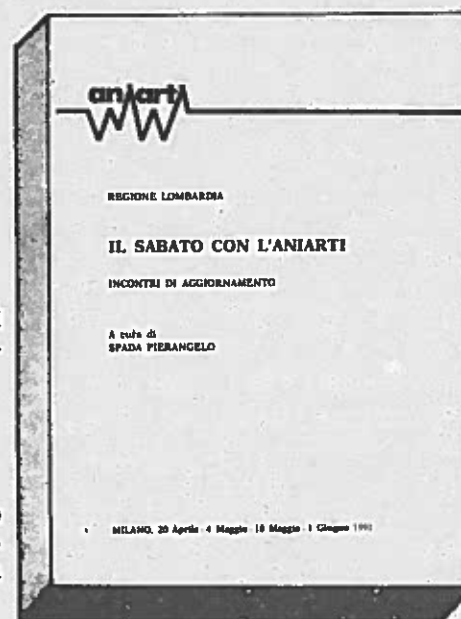 aniarti
REGIONE LOMBARDIA
IL SABATO CON L'ANIARTI
INCONTRI DI AGGIORNAMENTO
A cura di
SPADA PIERANGELO
MILANO, 20 Aprile - 4 Maggio - 18 Maggio - 1 Giugno 1991